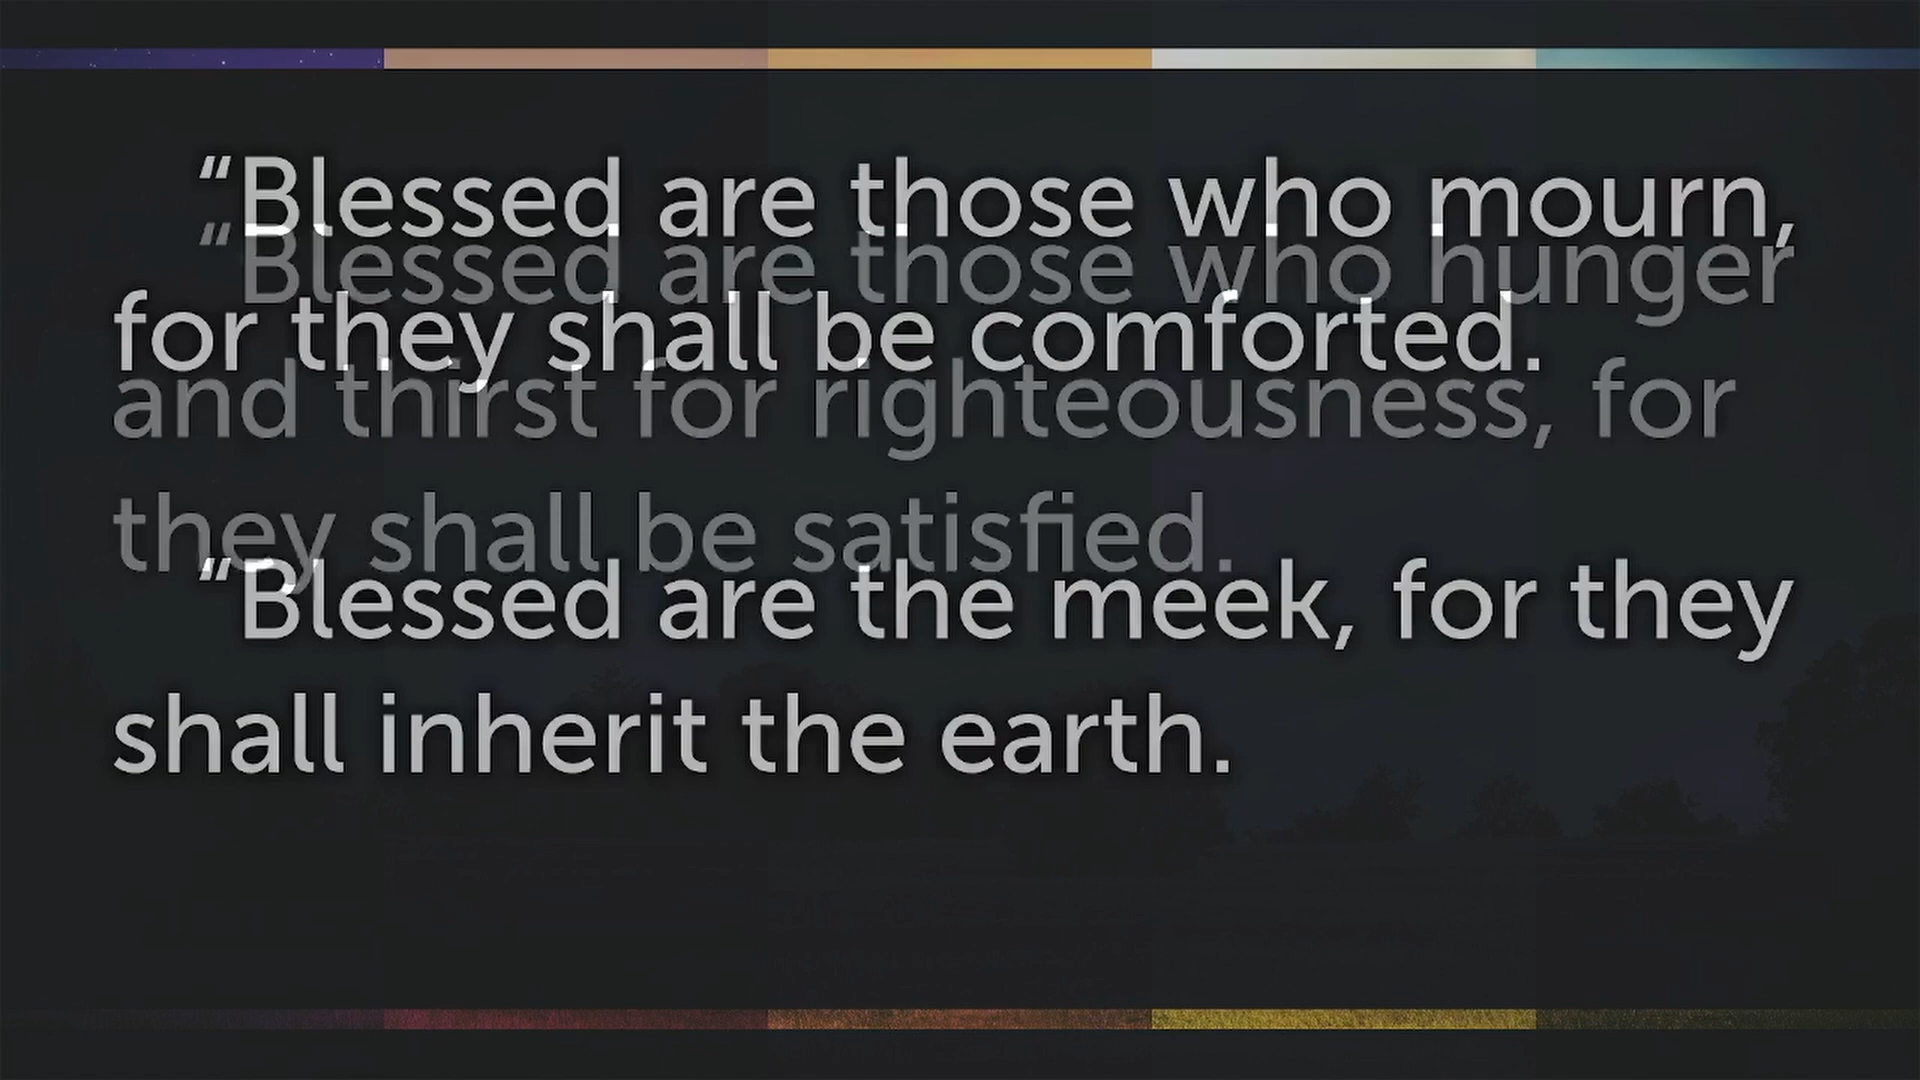 “Blessed are those who mourn,
“Blessed are those who hunger
for they shall be comforted.
and thirst for righteousness, for
they shall be satisfied.
“Blessed are the meek, for they
shall inherit the earth.